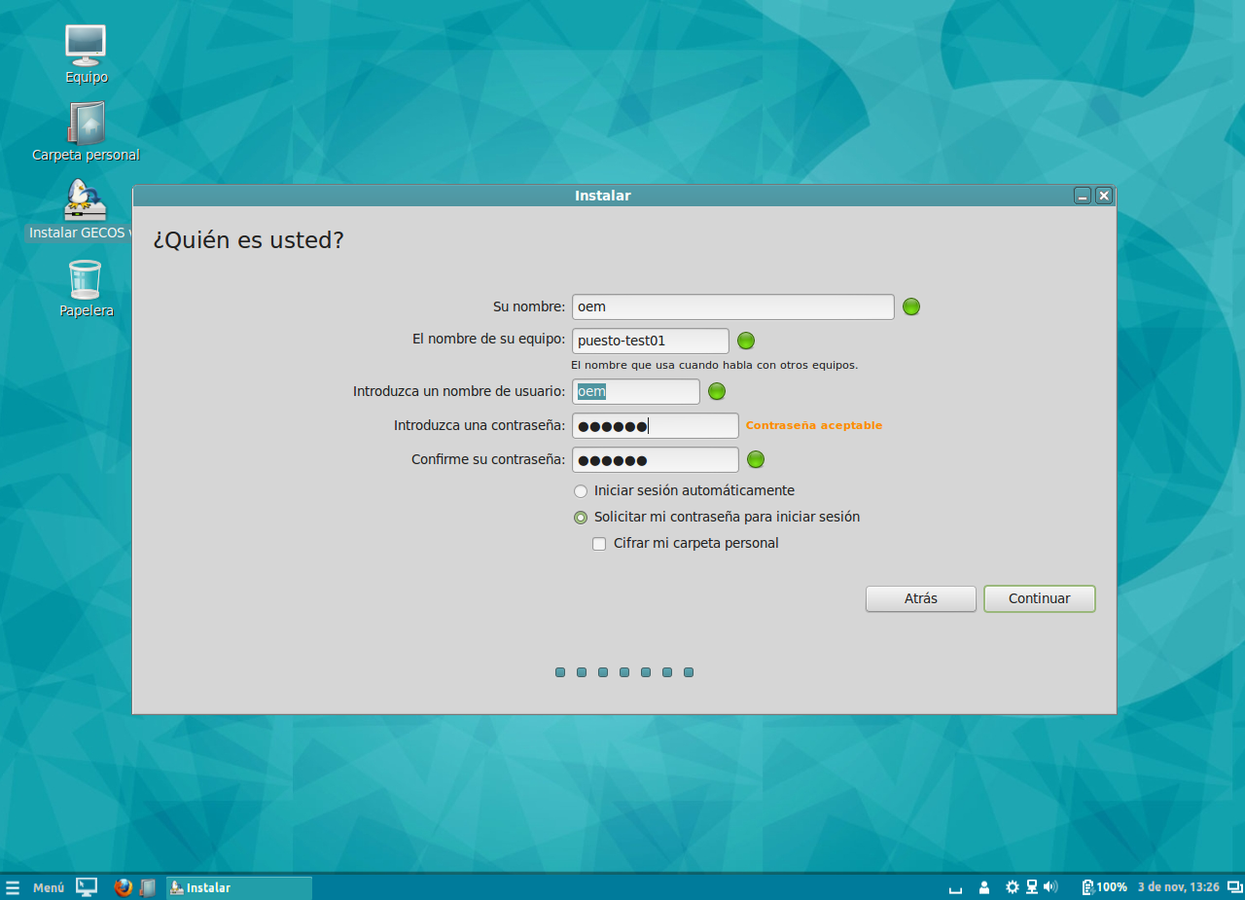 Equipo
Carpeta personal
Instalar GECOS
Papelera
Instalar
¿Quién es usted?
Su nombre: oem
El nombre de su equipo: puesto-test01
El nombre que usa cuando habla con otros equipos.
Introduzca un nombre de usuario: oem
Introduzca una contraseña: ●●●●●● Contraseña aceptable
Confirme su contraseña: ●●●●●●
Iniciar sesión automáticamente
Solicitar mi contraseña para iniciar sesión
Cifrar mi carpeta personal
Atrás Continuar
Menú Instalar 100% 3 de nov, 13:26